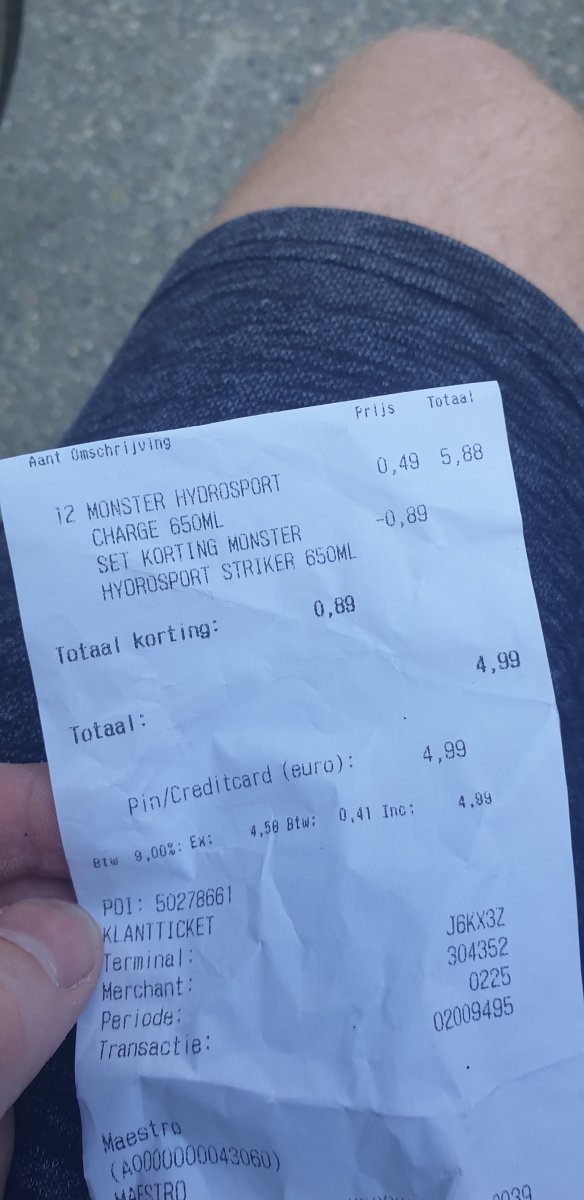 Aant Omschrijving Prijs Totaal
12 MONSTER HYDROSPORT 0,49 5,88
CHARGE 650ML
SET KORTING MONSTER -0,89
HYDROSPORT STRIKER 650ML
Totaal korting: 0,89
Totaal: 4,99
Pin/Creditcard (euro): 4,99
Btw 9,00%: Ex: 4,58 Btw: 0,41 Inc: 4,99
POI: 50278661
KLANTTICKET
Terminal: J6KX3Z
Merchant: 304352
Periode: 0225
Transactie: 02009495
Maestro
(A0000000043060)
MAESTRO
0039